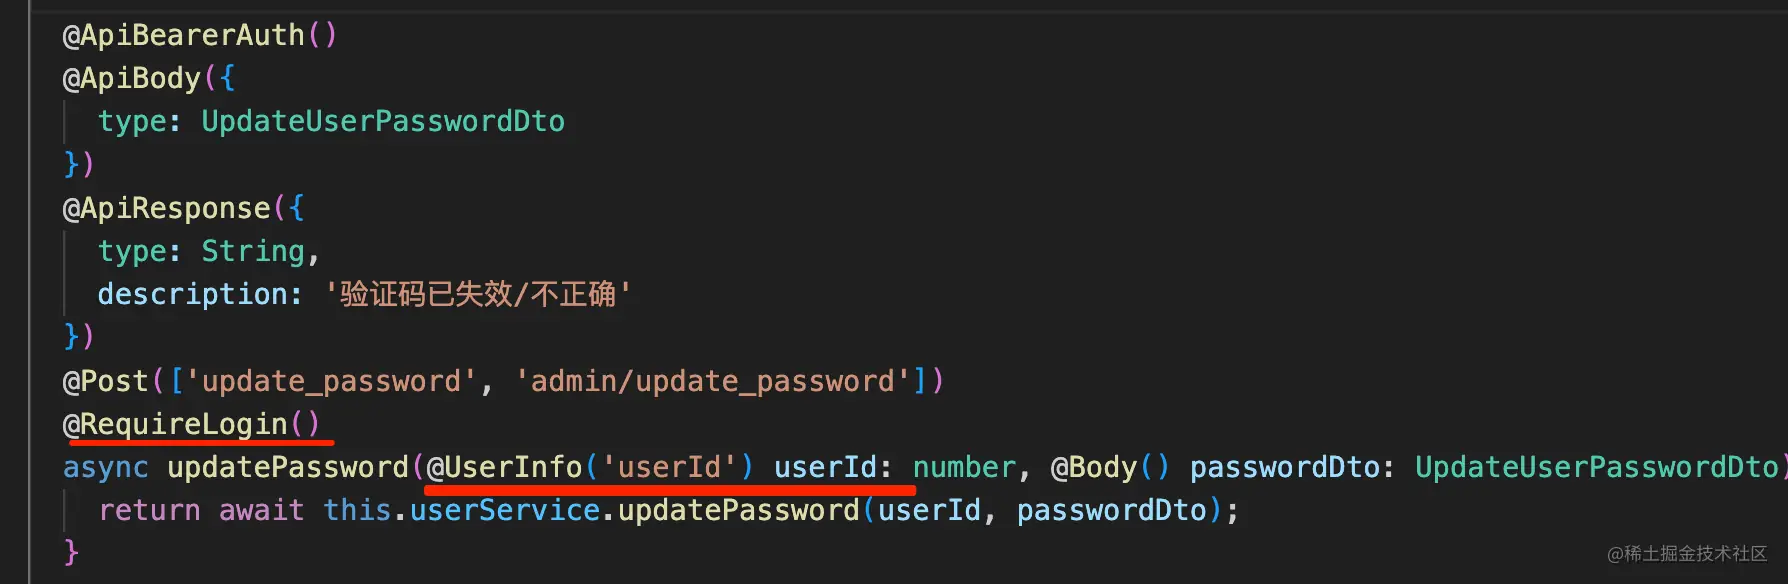 @ApiBearerAuth()
@ApiBody({
  type: UpdateUserPasswordDto
})
@ApiResponse({
  type: String,
  description: '验证码已失效/不正确'
})
@Post(['update_password', 'admin/update_password'])
@RequireLogin()
async updatePassword(@UserInfo('userId') userId: number, @Body() passwordDto: UpdateUserPasswordDto)
  return await this.userService.updatePassword(userId, passwordDto);
}
@稀土掘金技术社区